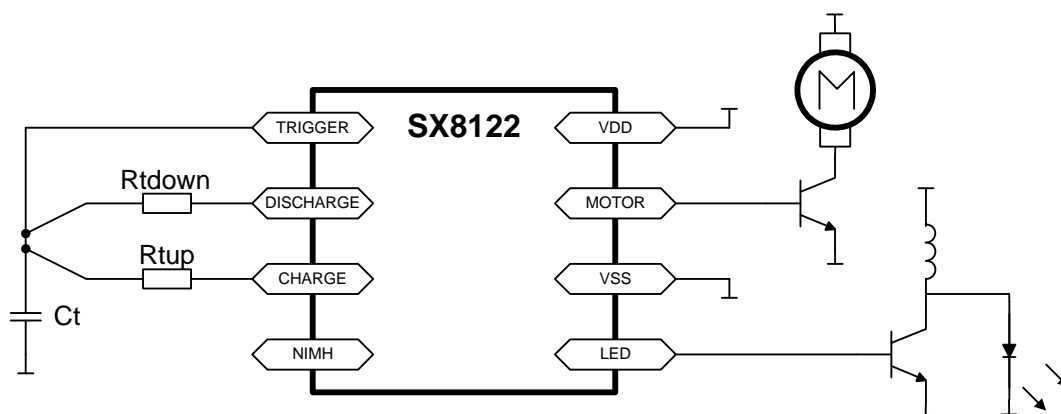 TRIGGER
SX8122
VDD
M
Rtdown
DISCHARGE
MOTOR
Rtup
CHARGE
VSS
Ct
NIMH
LED